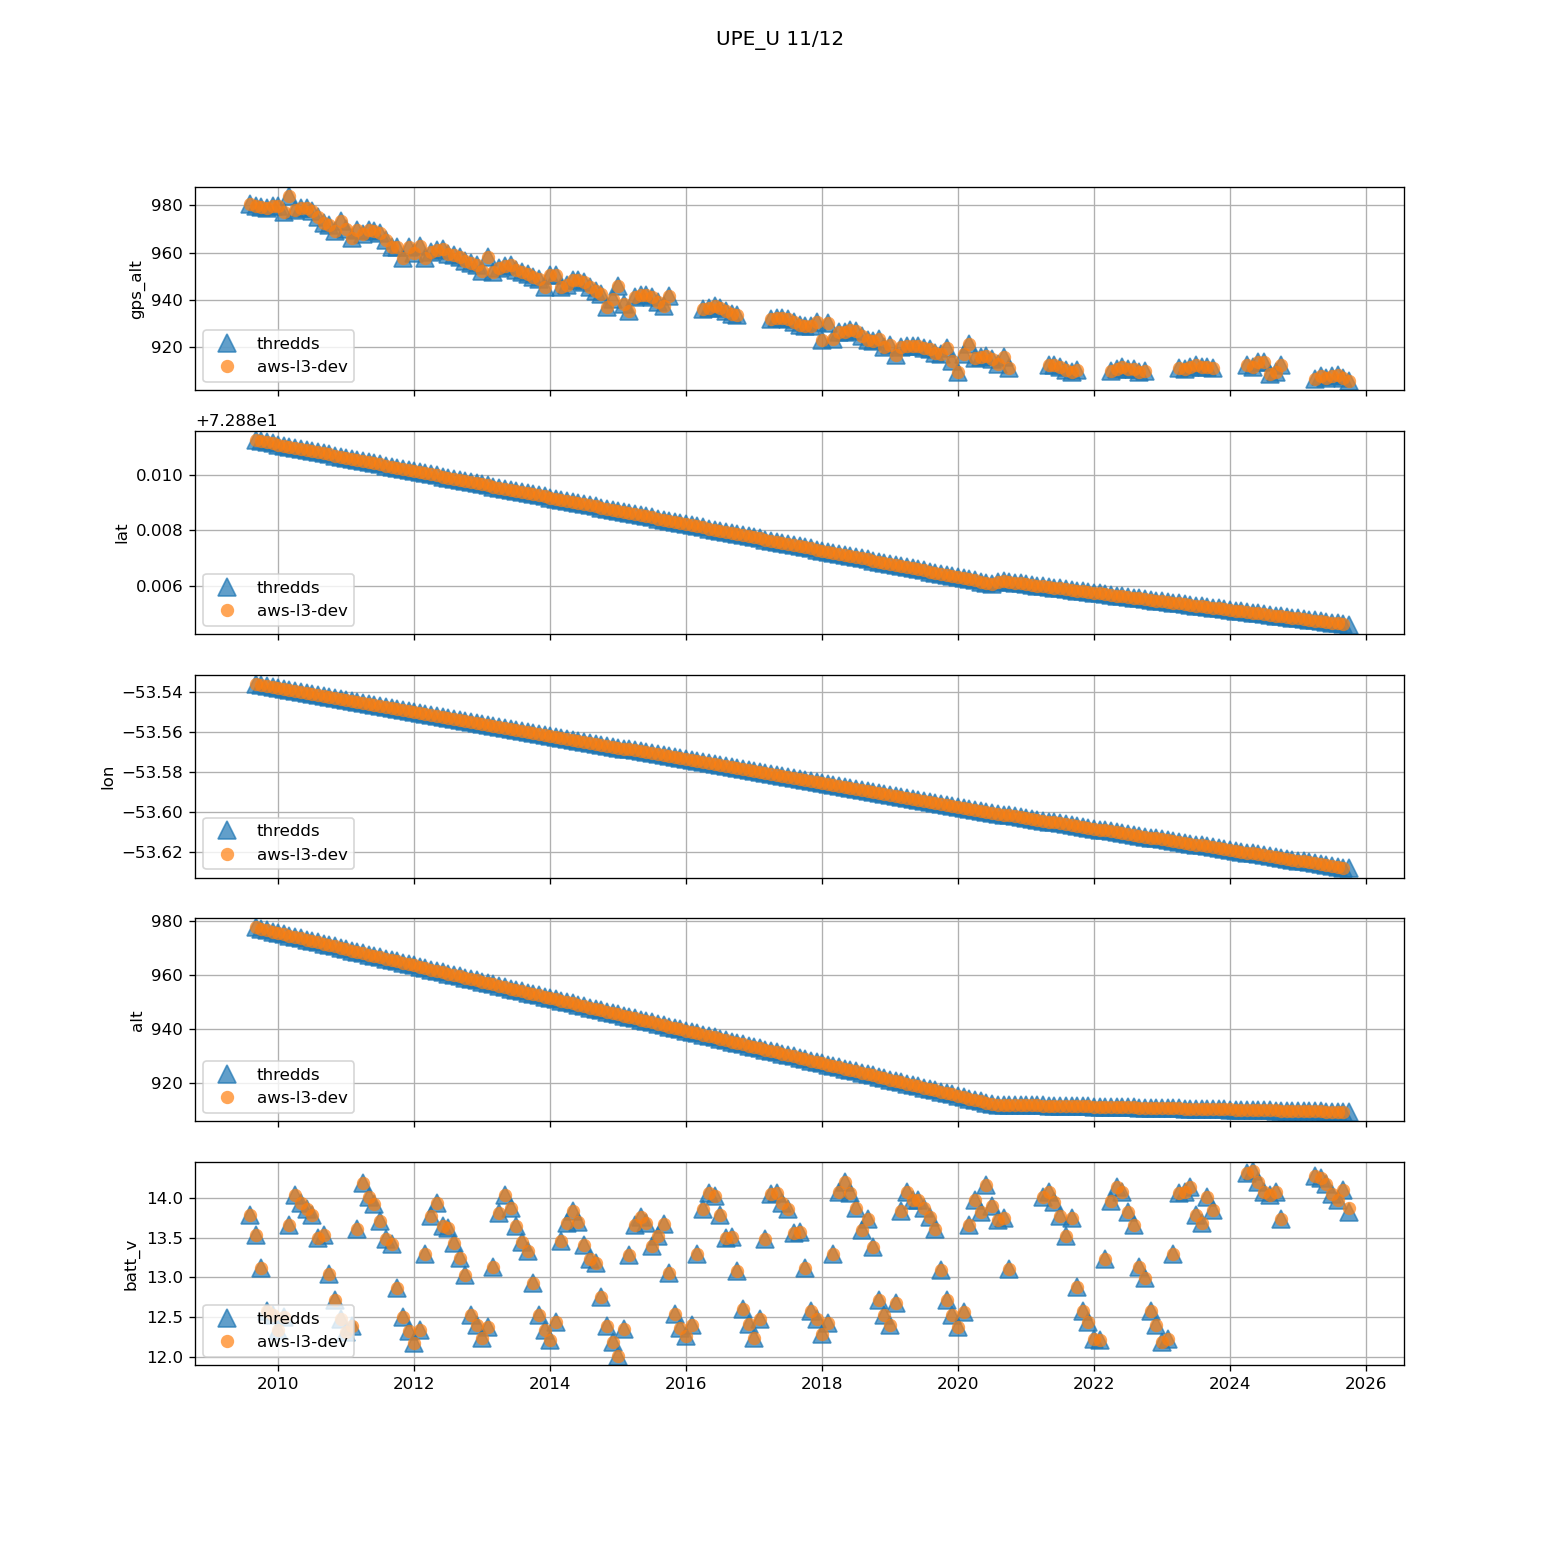 UPE_U 11/12
gps_alt
980
960
940
920
thredds
aws-l3-dev
+7.288e1
lat
0.010
0.008
0.006
thredds
aws-l3-dev
lon
−53.54
−53.56
−53.58
−53.60
−53.62
thredds
aws-l3-dev
alt
980
960
940
920
thredds
aws-l3-dev
batt_v
14.0
13.5
13.0
12.5
12.0
thredds
aws-l3-dev
2010 2012 2014 2016 2018 2020 2022 2024 2026